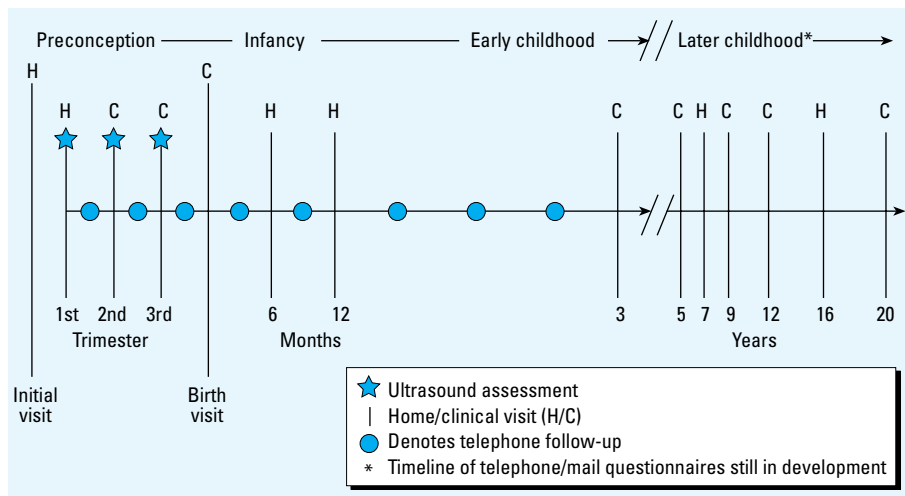 Preconception Infancy Early childhood Later childhood*
H C
H C C H H C C H C C H C
1st 2nd 3rd 6 12 3 5 7 9 12 16 20
Trimester Months Years
Initial visit
Birth visit
Ultrasound assessment
Home/clinical visit (H/C)
Denotes telephone follow-up
* Timeline of telephone/mail questionnaires still in development